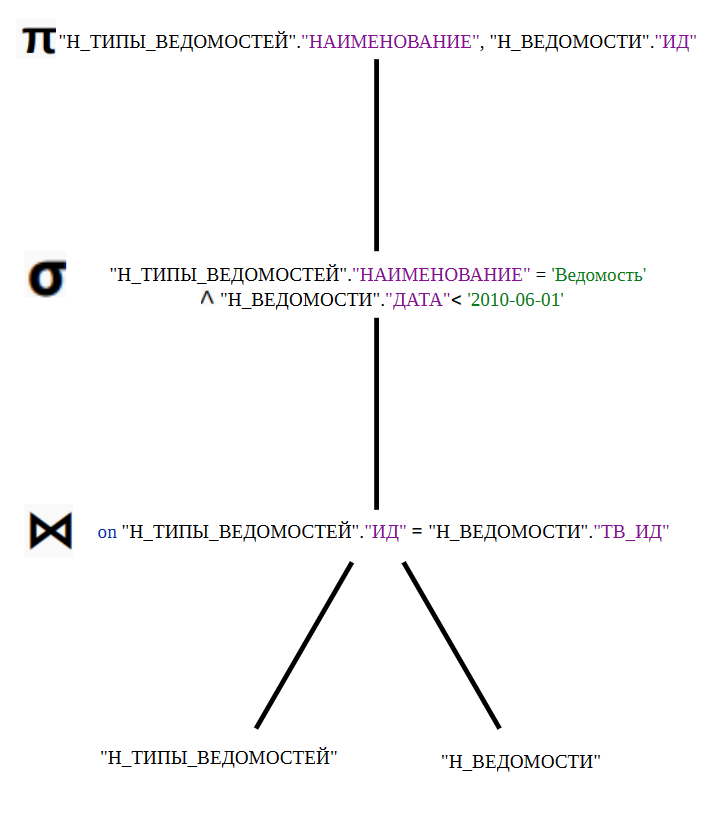 π "Н_ТИПЫ_ВЕДОМОСТЕЙ"."НАИМЕНОВАНИЕ", "Н_ВЕДОМОСТИ"."ИД"
σ "Н_ТИПЫ_ВЕДОМОСТЕЙ"."НАИМЕНОВАНИЕ" = 'Ведомость'
^ "Н_ВЕДОМОСТИ"."ДАТА"< '2010-06-01'
⋈ on "Н_ТИПЫ_ВЕДОМОСТЕЙ"."ИД" = "Н_ВЕДОМОСТИ"."ТВ_ИД"
"Н_ТИПЫ_ВЕДОМОСТЕЙ"
"Н_ВЕДОМОСТИ"